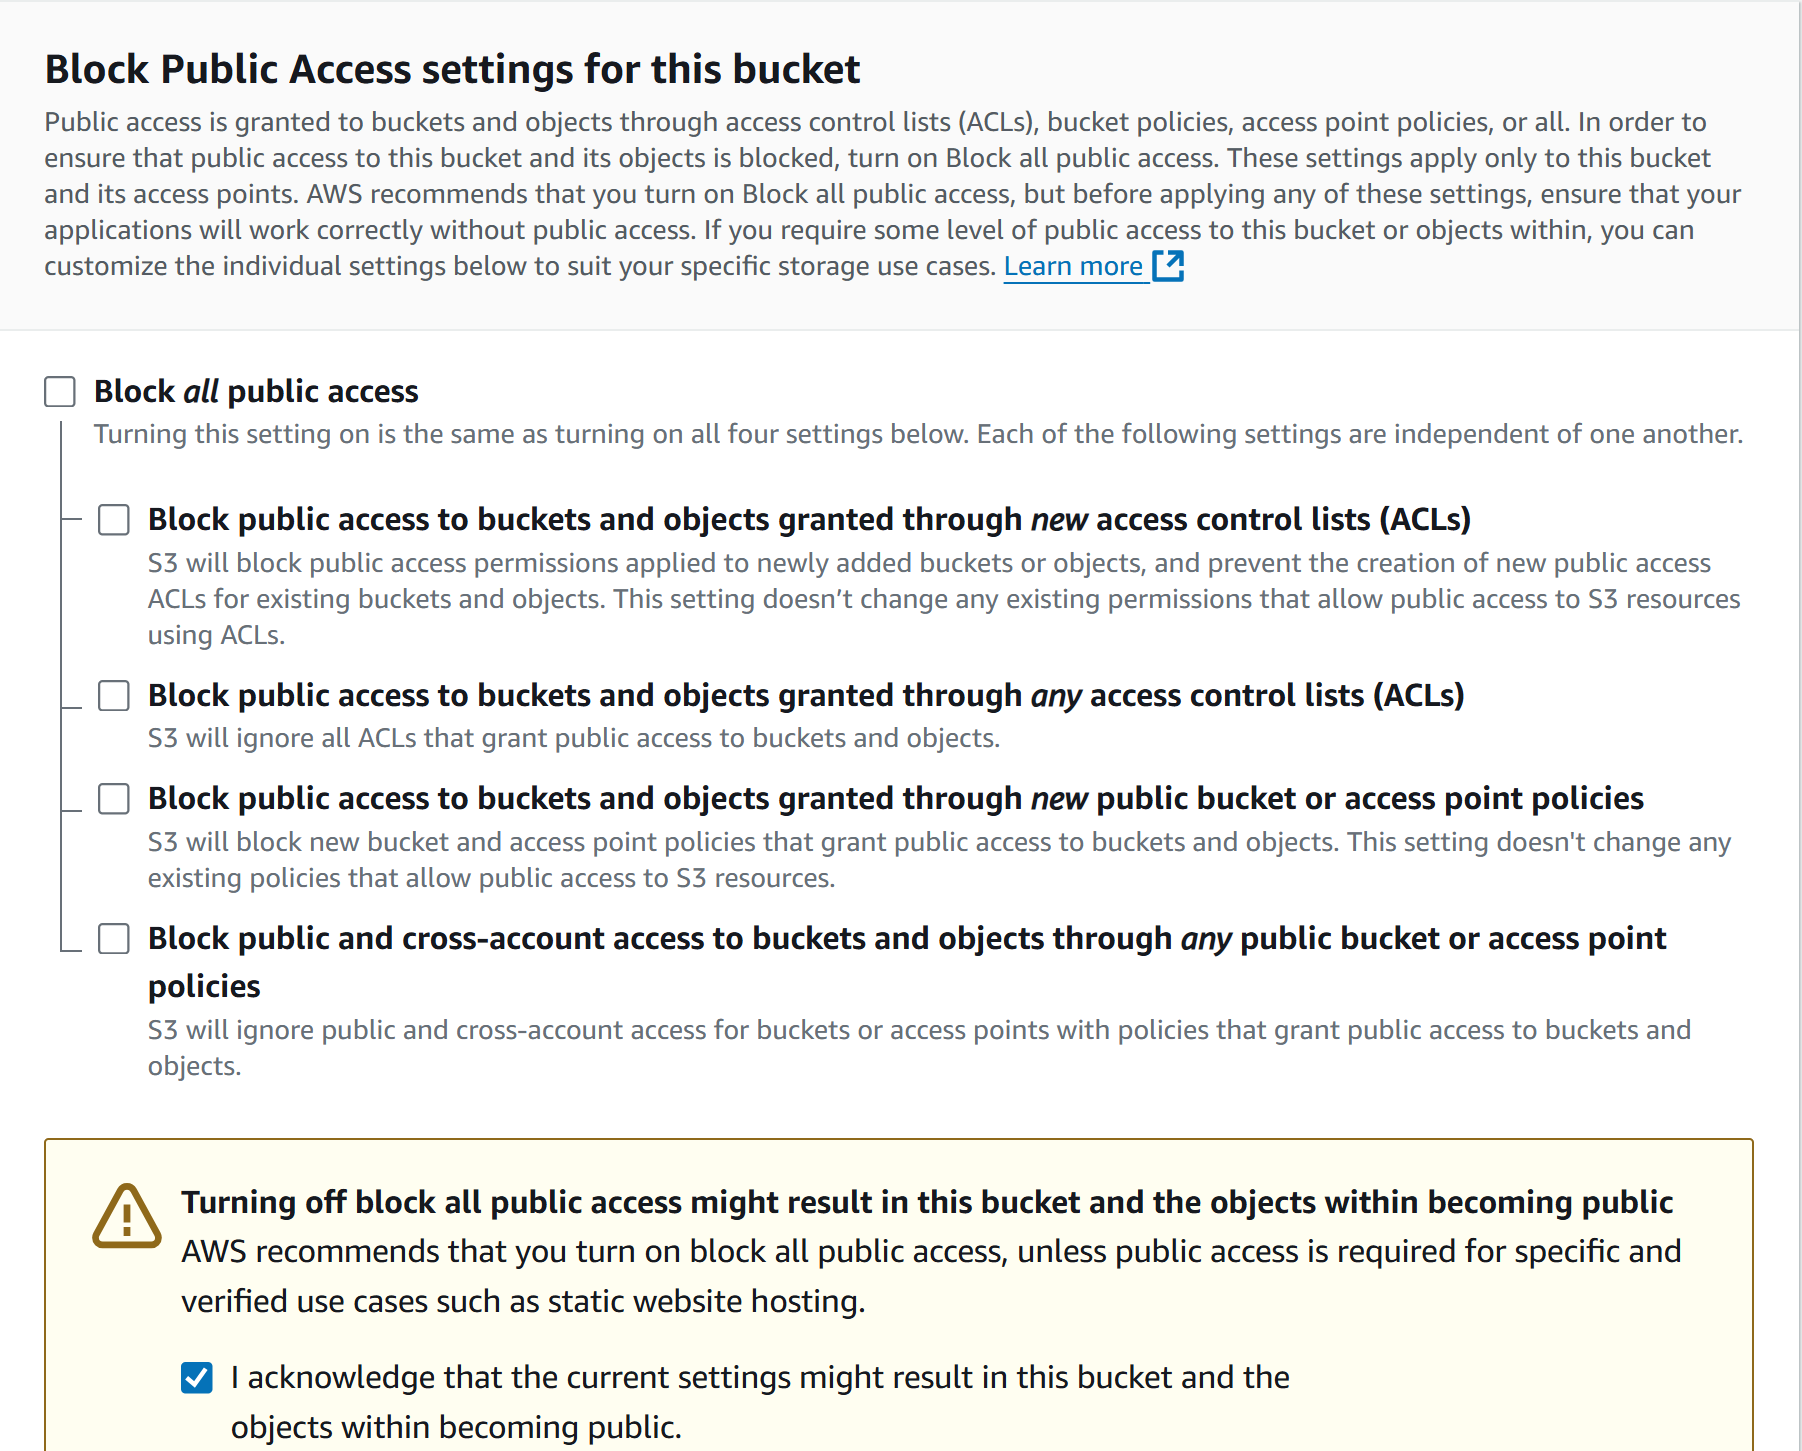 Block Public Access settings for this bucket
Public access is granted to buckets and objects through access control lists (ACLs), bucket policies, access point policies, or all. In order to
ensure that public access to this bucket and its objects is blocked, turn on Block all public access. These settings apply only to this bucket
and its access points. AWS recommends that you turn on Block all public access, but before applying any of these settings, ensure that your
applications will work correctly without public access. If you require some level of public access to this bucket or objects within, you can
customize the individual settings below to suit your specific storage use cases. Learn more
Block all public access
Turning this setting on is the same as turning on all four settings below. Each of the following settings are independent of one another.
Block public access to buckets and objects granted through new access control lists (ACLs)
S3 will block public access permissions applied to newly added buckets or objects, and prevent the creation of new public access
ACLs for existing buckets and objects. This setting doesn’t change any existing permissions that allow public access to S3 resources
using ACLs.
Block public access to buckets and objects granted through any access control lists (ACLs)
S3 will ignore all ACLs that grant public access to buckets and objects.
Block public access to buckets and objects granted through new public bucket or access point policies
S3 will block new bucket and access point policies that grant public access to buckets and objects. This setting doesn't change any
existing policies that allow public access to S3 resources.
Block public and cross-account access to buckets and objects through any public bucket or access point
policies
S3 will ignore public and cross-account access for buckets or access points with policies that grant public access to buckets and
objects.
Turning off block all public access might result in this bucket and the objects within becoming public
AWS recommends that you turn on block all public access, unless public access is required for specific and
verified use cases such as static website hosting.
I acknowledge that the current settings might result in this bucket and the
objects within becoming public.